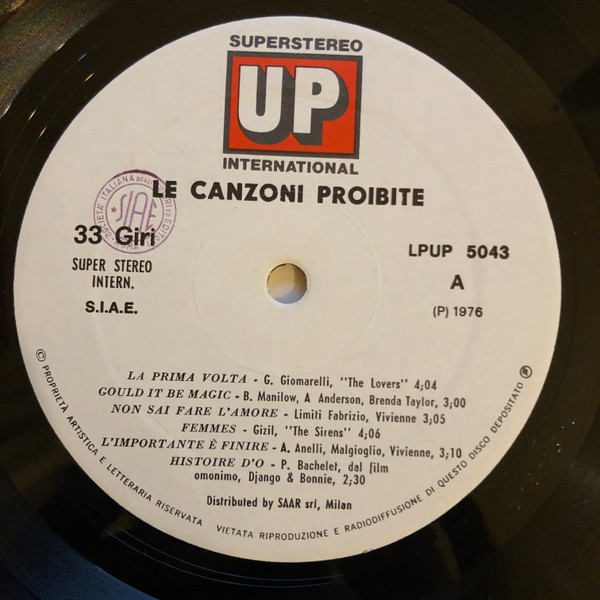 SUPERSTEREO
UP
INTERNATIONAL
LE CANZONI PROIBITE
SOCIETÀ ITALIANA
SIAE
33 Giri
SUPER STEREO
INTERN.
S.I.A.E.
LPUP 5043
A
(P) 1976
LA PRIMA VOLTA - G. Giomarelli, "The Lovers" 4;04
GOULD IT BE MAGIC - B. Manilow, A Anderson, Brenda Taylor, 3;00
NON SAI FARE L'AMORE - Limiti Fabrizio, Vivienne 3;05
FEMMES - Gizil, "The Sirens" 4;06
L'IMPORTANTE È FINIRE - A. Anelli, Malgioglio, Vivienne, 3;10
HISTOIRE D'O - P. Bachelet, dal film
omonimo, Django & Bonnie, 2;30
Distributed by SAAR srl, Milan
© PROPRIETÀ ARTISTICA E LETTERARIA RISERVATA VIETATA RIPRODUZIONE E RADIODIFFUSIONE DI QUESTO DISCO DEPOSITATO Ⓟ